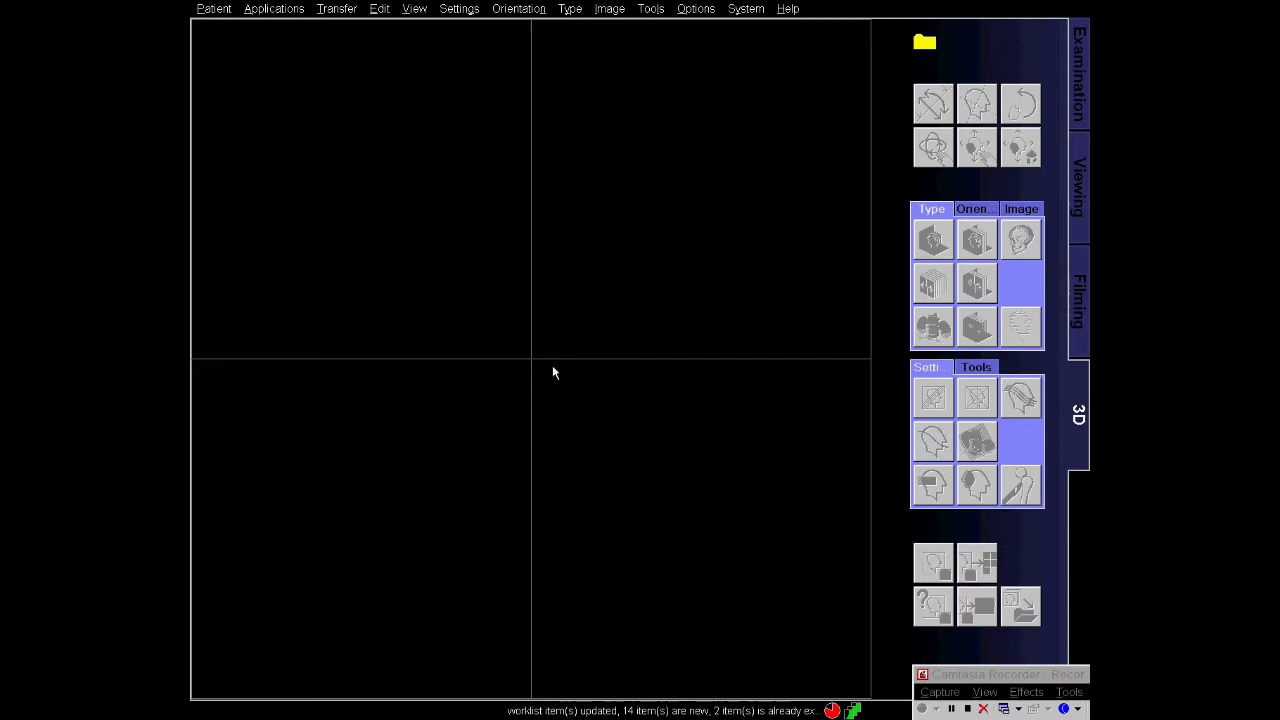 Patient Applications Transfer Edit View Settings Orientation Type Image Tools Options System Help
Examination
Viewing
Filming
3D
Type Orien... Image
Setti... Tools
?
Camtasia Recorder - Recor
Capture View Effects Tools
worklist item(s) updated, 14 item(s) are new, 2 item(s) is already ex...